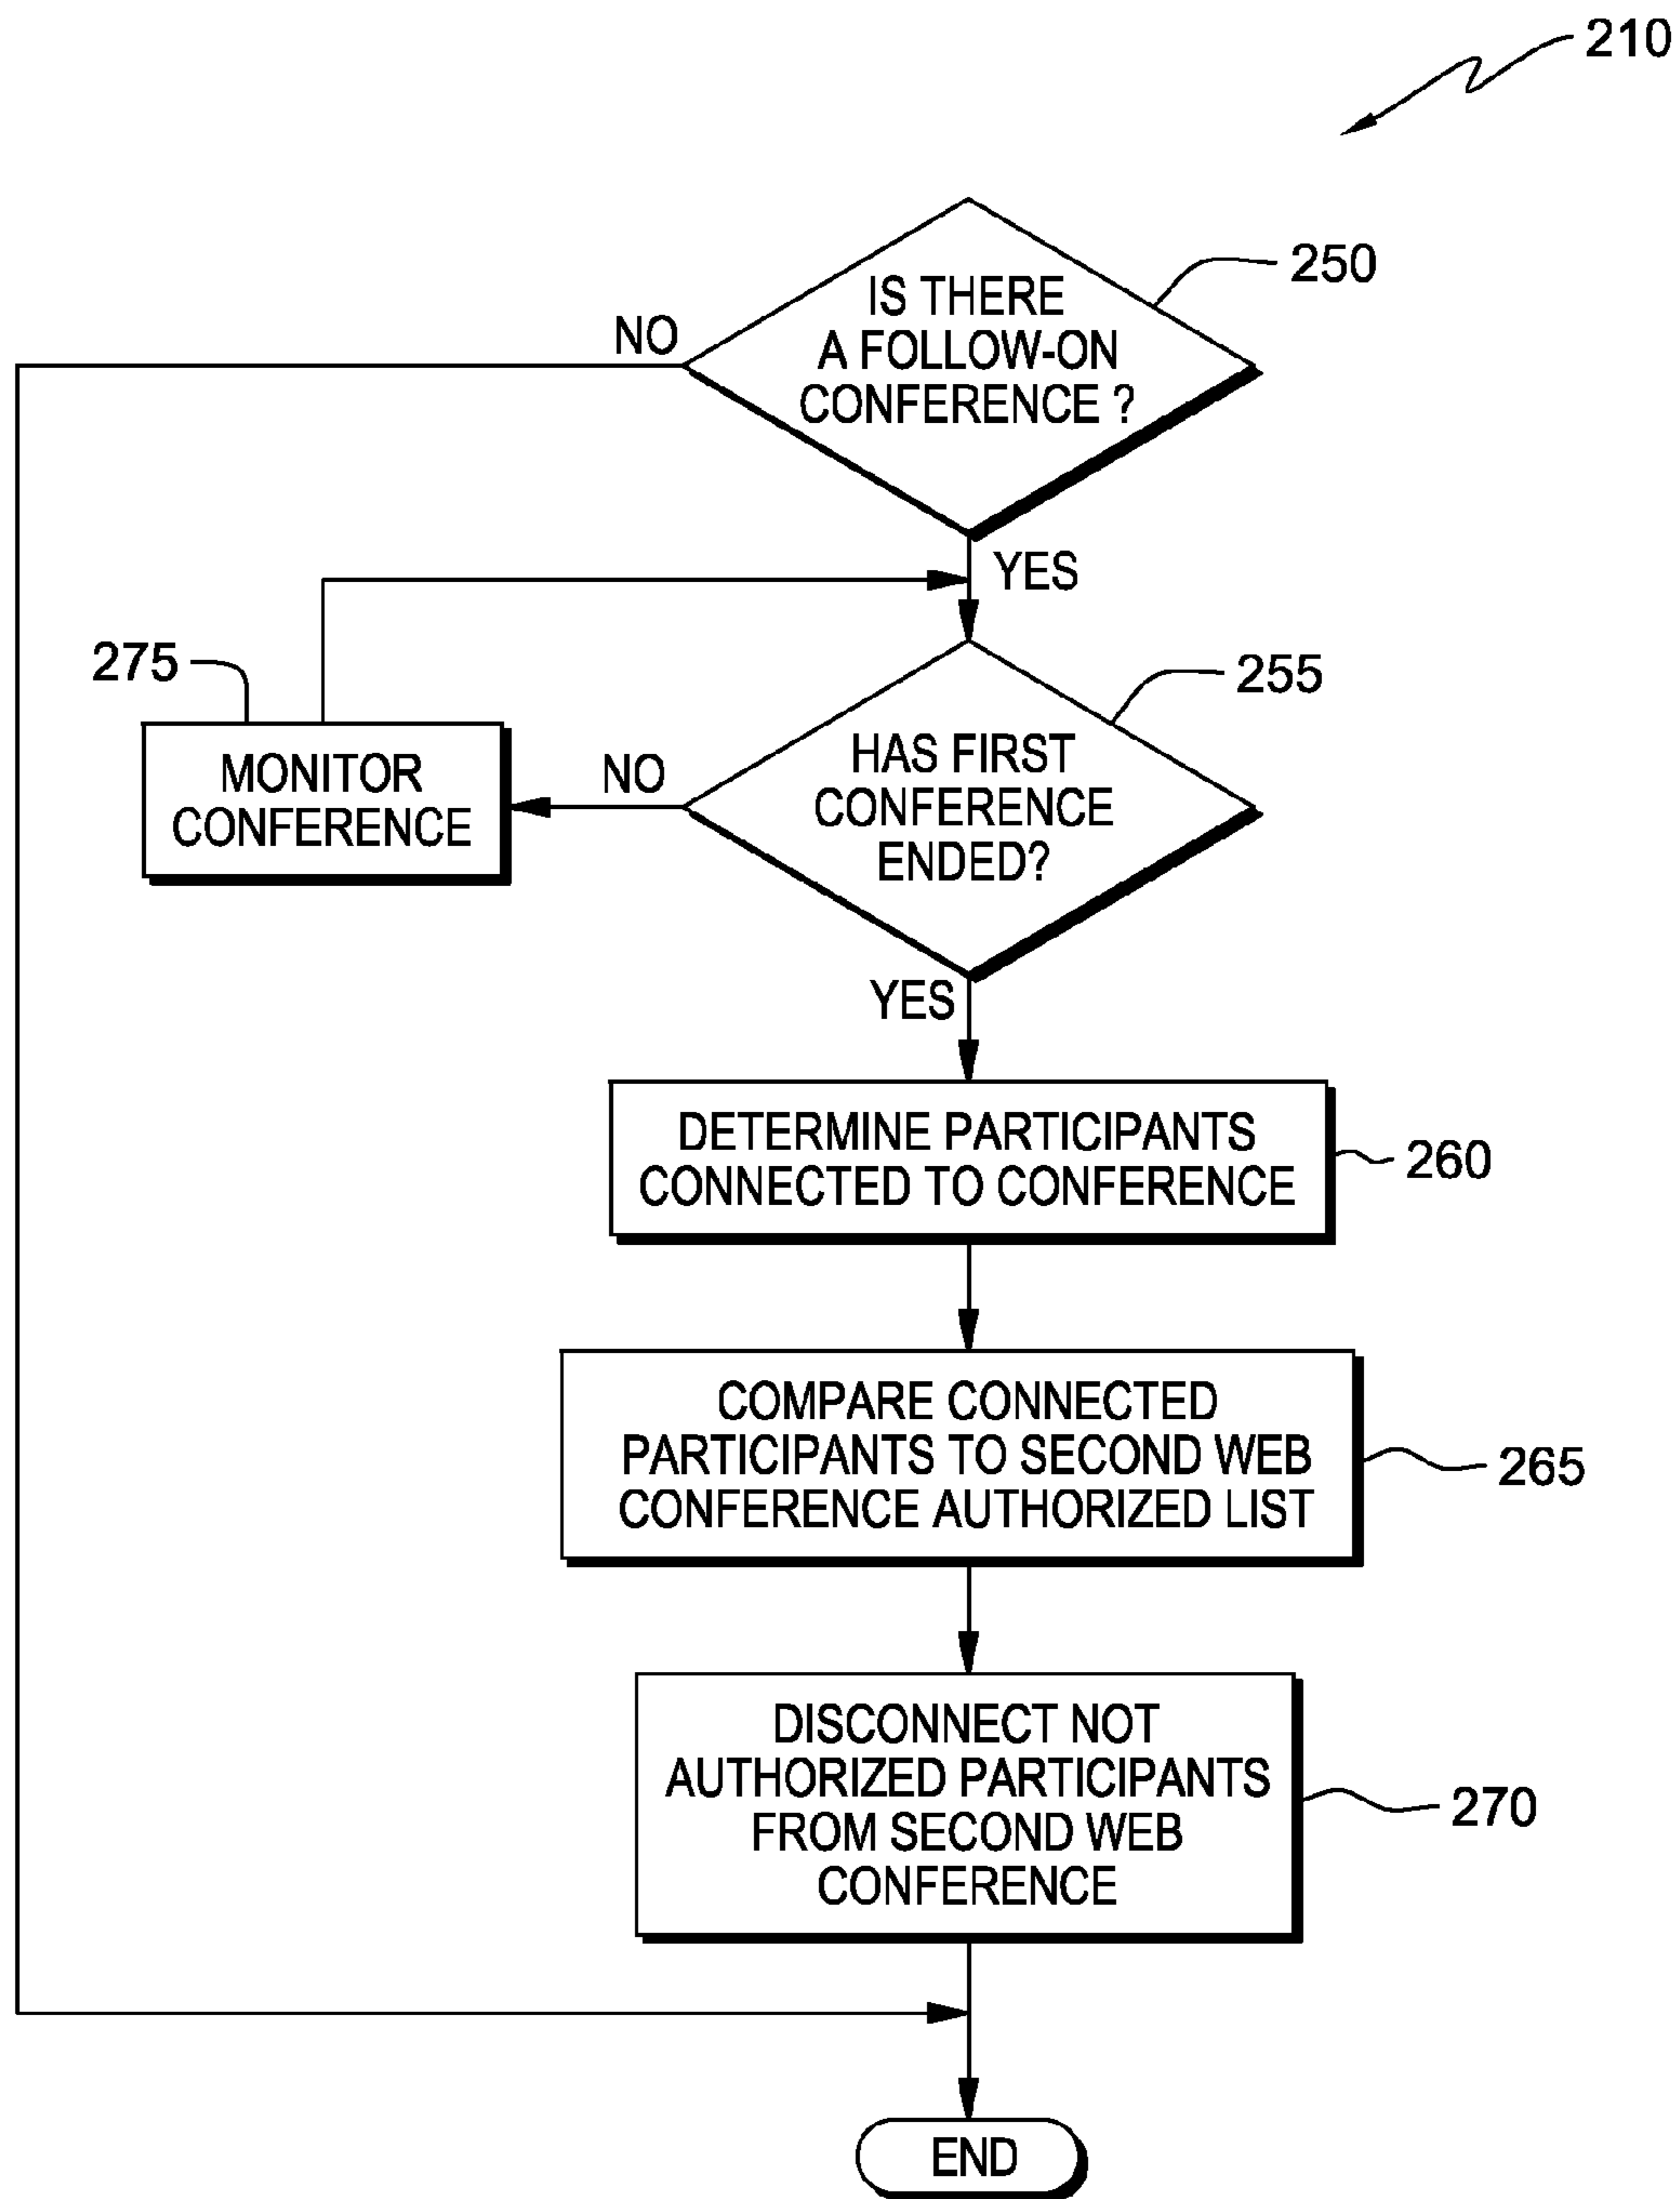 210
IS THERE
A FOLLOW-ON
CONFERENCE ?
250
NO
YES
275
MONITOR
CONFERENCE
NO
HAS FIRST
CONFERENCE
ENDED?
255
YES
DETERMINE PARTICIPANTS
CONNECTED TO CONFERENCE
260
COMPARE CONNECTED
PARTICIPANTS TO SECOND WEB
CONFERENCE AUTHORIZED LIST
265
DISCONNECT NOT
AUTHORIZED PARTICIPANTS
FROM SECOND WEB
CONFERENCE
270
END